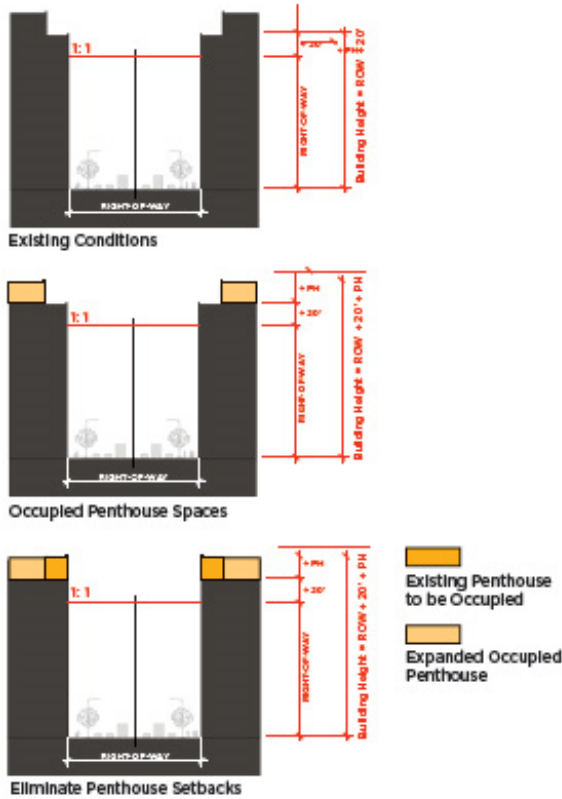 1: 1
20'
RIGHT-OF-WAY
Building Height = ROW + 20'
RIGHT-OF-WAY
Existing Conditions
1: 1
+ PH
+ 20'
RIGHT-OF-WAY
Building Height = ROW + 20' + PH
RIGHT-OF-WAY
Occupied Penthouse Spaces
1: 1
+ PH
+ 20'
RIGHT-OF-WAY
Building Height = ROW + 20' + PH
RIGHT-OF-WAY
Eliminate Penthouse Setbacks
Existing Penthouse
to be Occupied
Expanded Occupied
Penthouse